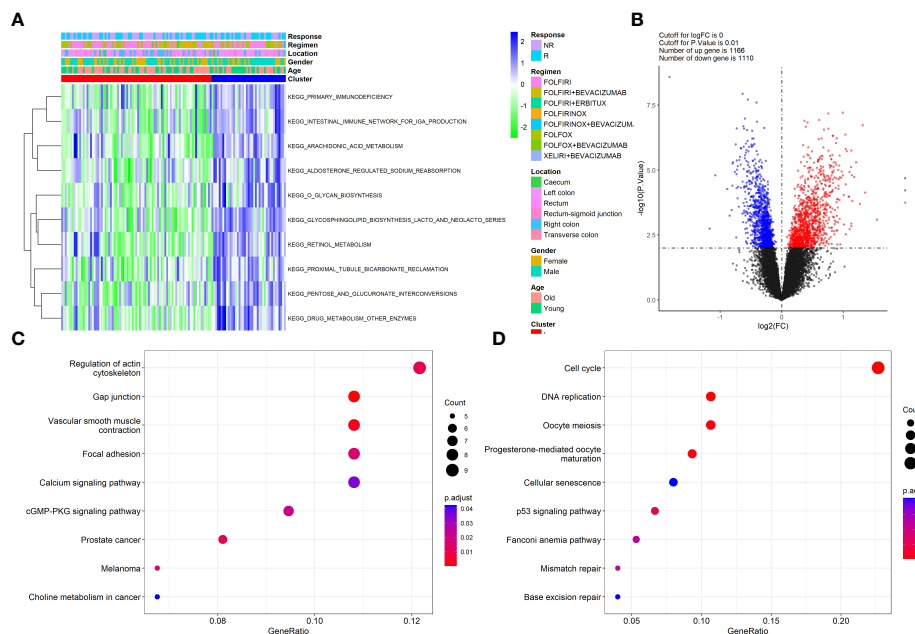 A
Response
Regimen
Location
Gender
Age
Cluster
KEGG_PRIMARY_IMMUNODEFICIENCY
KEGG_INTESTINAL_IMMUNE_NETWORK_FOR_IGA_PRODUCTION
KEGG_ARACHIDONIC_ACID_METABOLISM
KEGG_ALDOSTERONE_REGULATED_SODIUM_REABSORPTION
KEGG_O_GLYCAN_BIOSYNTHESIS
KEGG_GLYCOSPHINGOLIPID_BIOSYNTHESIS_LACTO_AND_NEOLACTO_SERIES
KEGG_RETINOL_METABOLISM
KEGG_PROXIMAL_TUBULE_BICARBONATE_RECLAMATION
KEGG_PENTOSE_AND_GLUCURONATE_INTERCONVERSIONS
KEGG_DRUG_METABOLISM_OTHER_ENZYMES
2
1
0
-1
-2
Response
NR
R
Regimen
FOLFIRI
FOLFIRI+BEVACIZUMAB
FOLFIRI+ERBITUX
FOLFIRINOX
FOLFIRINOX+BEVACIZUM
FOLFOX
FOLFOX+BEVACIZUMAB
XELIRI+BEVACIZUMAB
Location
Caecum
Left colon
Rectum
Rectum-sigmoid junction
Right colon
Transverse colon
Gender
Female
Male
Age
Old
Young
Cluster
B
Cutoff for logFC is 0
Cutoff for P.Value is 0.01
Number of up gene is 1166
Number of down gene is 1110
-log10(P Value)
7.5
5.0
2.5
0.0
-1
0
1
log2(FC)
C
Regulation of actin
cytoskeleton
Gap junction
Vascular smooth muscle
contraction
Focal adhesion
Calcium signaling pathway
cGMP-PKG signaling pathway
Prostate cancer
Melanoma
Choline metabolism in cancer
0.08
0.10
0.12
GeneRatio
Count
5
6
7
8
9
p.adjust
0.04
0.03
0.02
0.01
D
Cell cycle
DNA replication
Oocyte meiosis
Progesterone-mediated oocyte
maturation
Cellular senescence
p53 signaling pathway
Fanconi anemia pathway
Mismatch repair
Base excision repair
0.05
0.10
0.15
0.20
GeneRatio
Cou
p.a